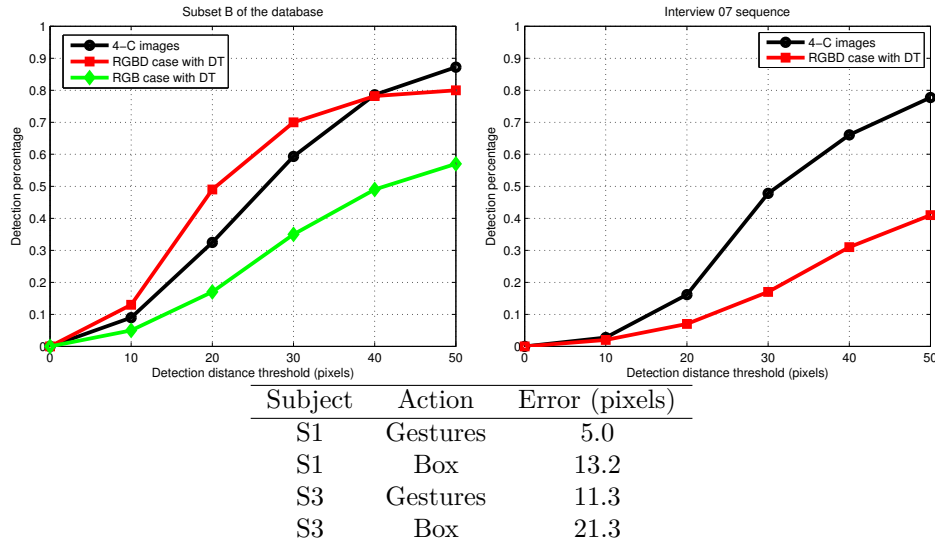 Subset B of the database
1
0.9
0.8
0.7
0.6
0.5
0.4
0.3
0.2
0.1
0
Detection percentage
4−C images
RGBD case with DT
RGB case with DT
0 10 20 30 40 50
Detection distance threshold (pixels)
Interview 07 sequence
1
0.9
0.8
0.7
0.6
0.5
0.4
0.3
0.2
0.1
0
Detection percentage
4−C images
RGBD case with DT
0 10 20 30 40 50
Detection distance threshold (pixels)
Subject Action Error (pixels)
S1 Gestures 5.0
S1 Box 13.2
S3 Gestures 11.3
S3 Box 21.3